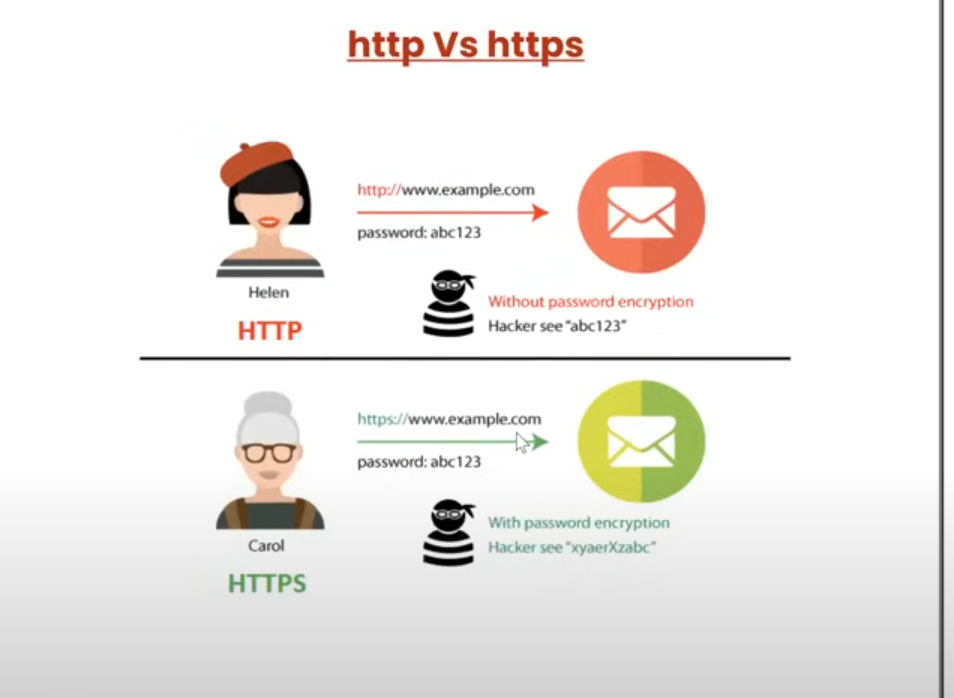 http Vs https
http://www.example.com
password: abc123
Helen
HTTP
Without password encryption
Hacker see “abc123”
https://www.example.com
password: abc123
Carol
HTTPS
With password encryption
Hacker see “xyaerXzabc”